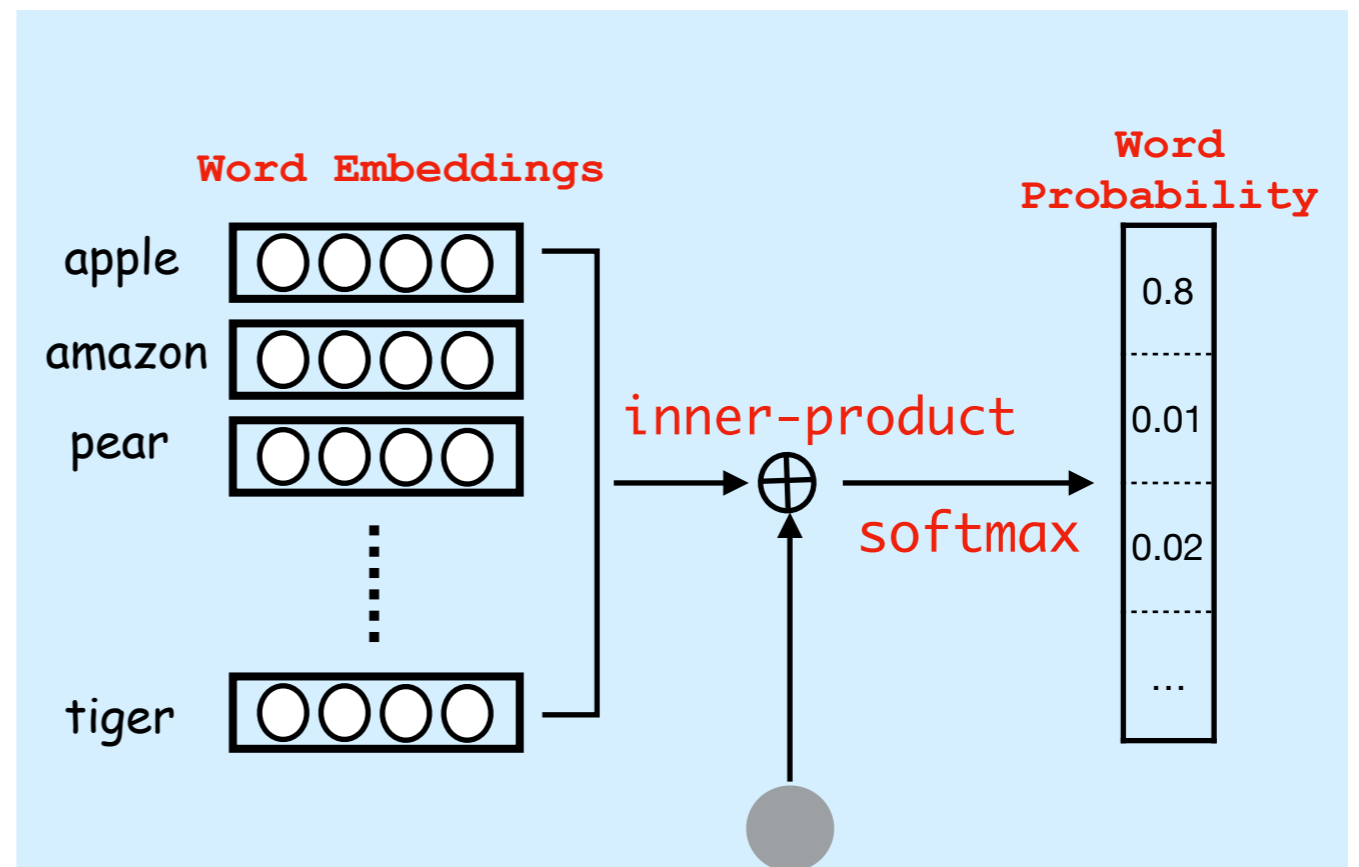 Word Embeddings
Word
Probability
apple
amazon
pear
tiger
inner-product
softmax
0.8
0.01
0.02
...